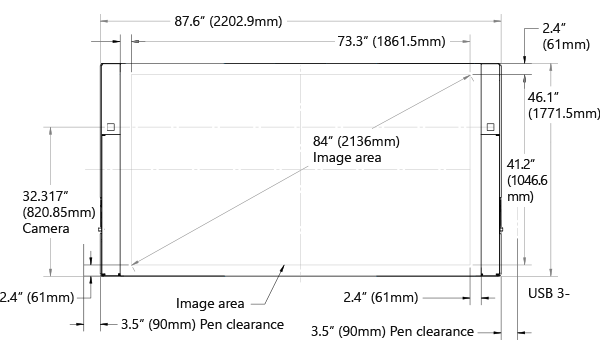 87.6” (2202.9mm)
73.3” (1861.5mm)
2.4”
(61mm)
46.1”
(1771.5mm)
84” (2136mm)
Image area
41.2”
(1046.6
mm)
32.317”
(820.85mm)
Camera
2.4” (61mm)
Image area
2.4” (61mm)
USB 3-
3.5” (90mm) Pen clearance
3.5” (90mm) Pen clearance